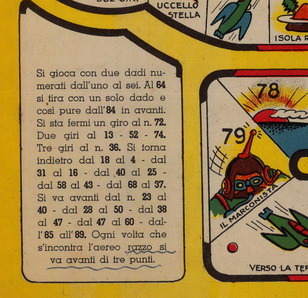 UCCELLO
STELLA
ISOLA R
Si gioca con due dadi nu-
merati dall'uno al sei. Al 64
si tira con un solo dado e
così pure dall'84 in avanti.
Si sta fermi un giro al n. 72.
Due giri al 13 - 52 - 74.
Tre giri al n. 36. Si torna
indietro dal 18 al 4 - dal
31 al 16 - dal 40 al 25 -
dal 58 al 43 - dal 68 al 37.
Si va avanti dal n. 23 al
40 - dal 28 al 50 - dal 38
al 47 - dal 47 al 60 - dal-
l'85 all'89. Ogni volta che
s'incontra l'aereo razzo si
va avanti di tre punti.
78
79
IL MARCONISTA
VERSO LA TE